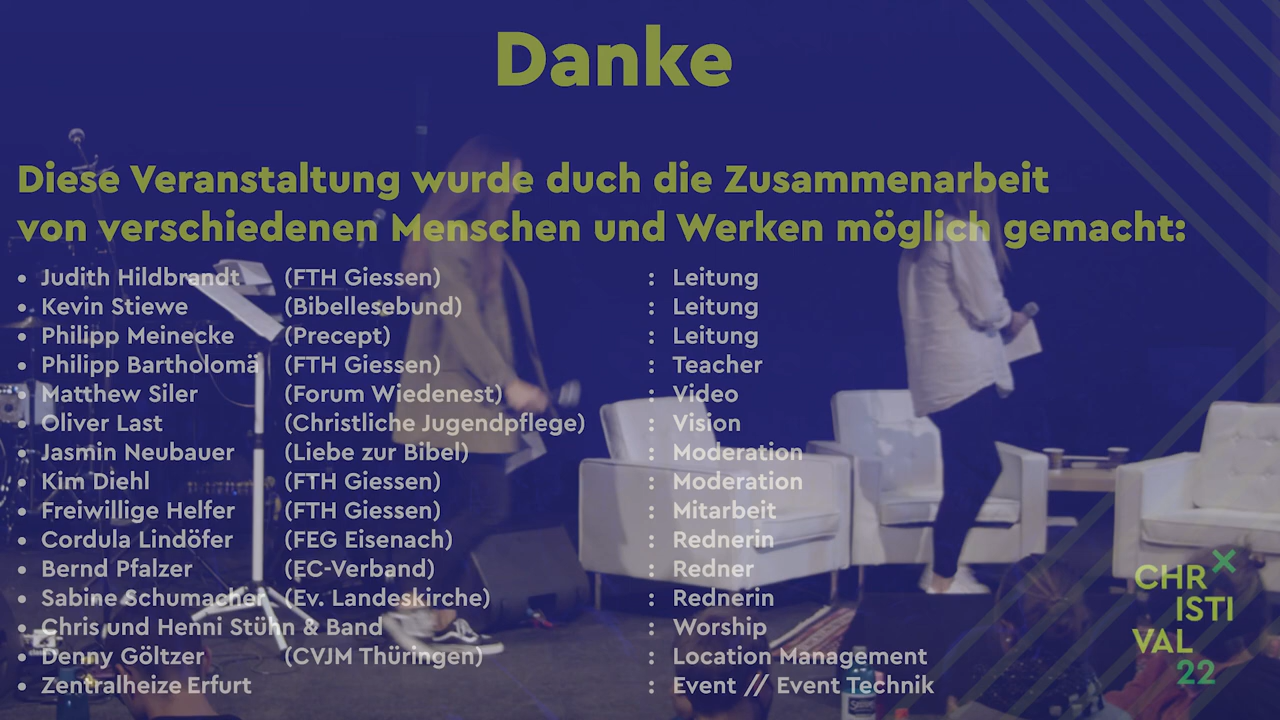 Danke
Diese Veranstaltung wurde duch die Zusammenarbeit
von verschiedenen Menschen und Werken möglich gemacht:
• Judith Hildbrandt (FTH Giessen) : Leitung
• Kevin Stiewe (Bibellesebund) : Leitung
• Philipp Meinecke (Precept) : Leitung
• Philipp Bartholomä (FTH Giessen) : Teacher
• Matthew Siler (Forum Wiedenest) : Video
• Oliver Last (Christliche Jugendpflege) : Vision
• Jasmin Neubauer (Liebe zur Bibel) : Moderation
• Kim Diehl (FTH Giessen) : Moderation
• Freiwillige Helfer (FTH Giessen) : Mitarbeit
• Cordula Lindöfer (FEG Eisenach) : Rednerin
• Bernd Pfalzer (EC-Verband) : Redner
• Sabine Schumacher (Ev. Landeskirche) : Rednerin
• Chris und Henni Stühn & Band : Worship
• Denny Göltzer (CVJM Thüringen) : Location Management
• Zentralheize Erfurt : Event // Event Technik
CHR
ISTI
VAL
22